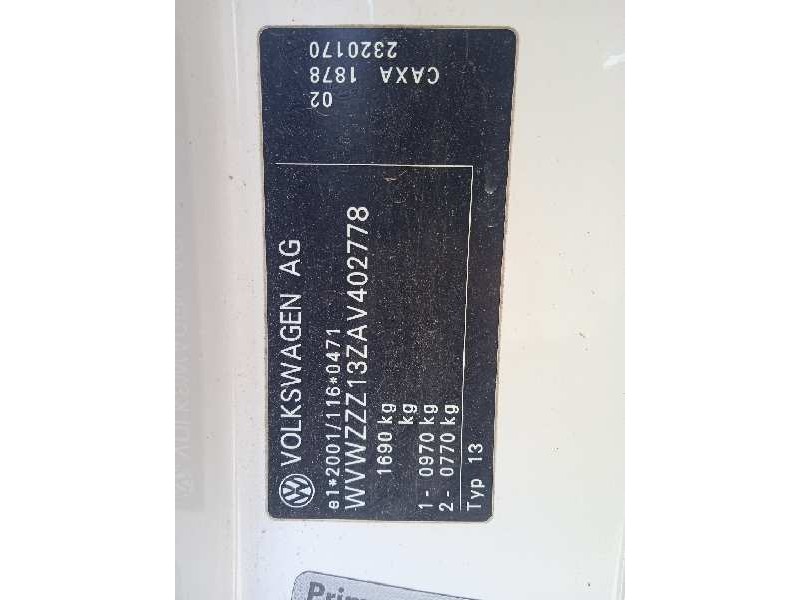 VOLKSWAGEN AG
e1*2001/116*0471
WVWZZZ13ZAV402778
1690 kg
kg
1- 0970 kg
2- 0770 kg
Typ 13
02
CAXA 1878
2320170